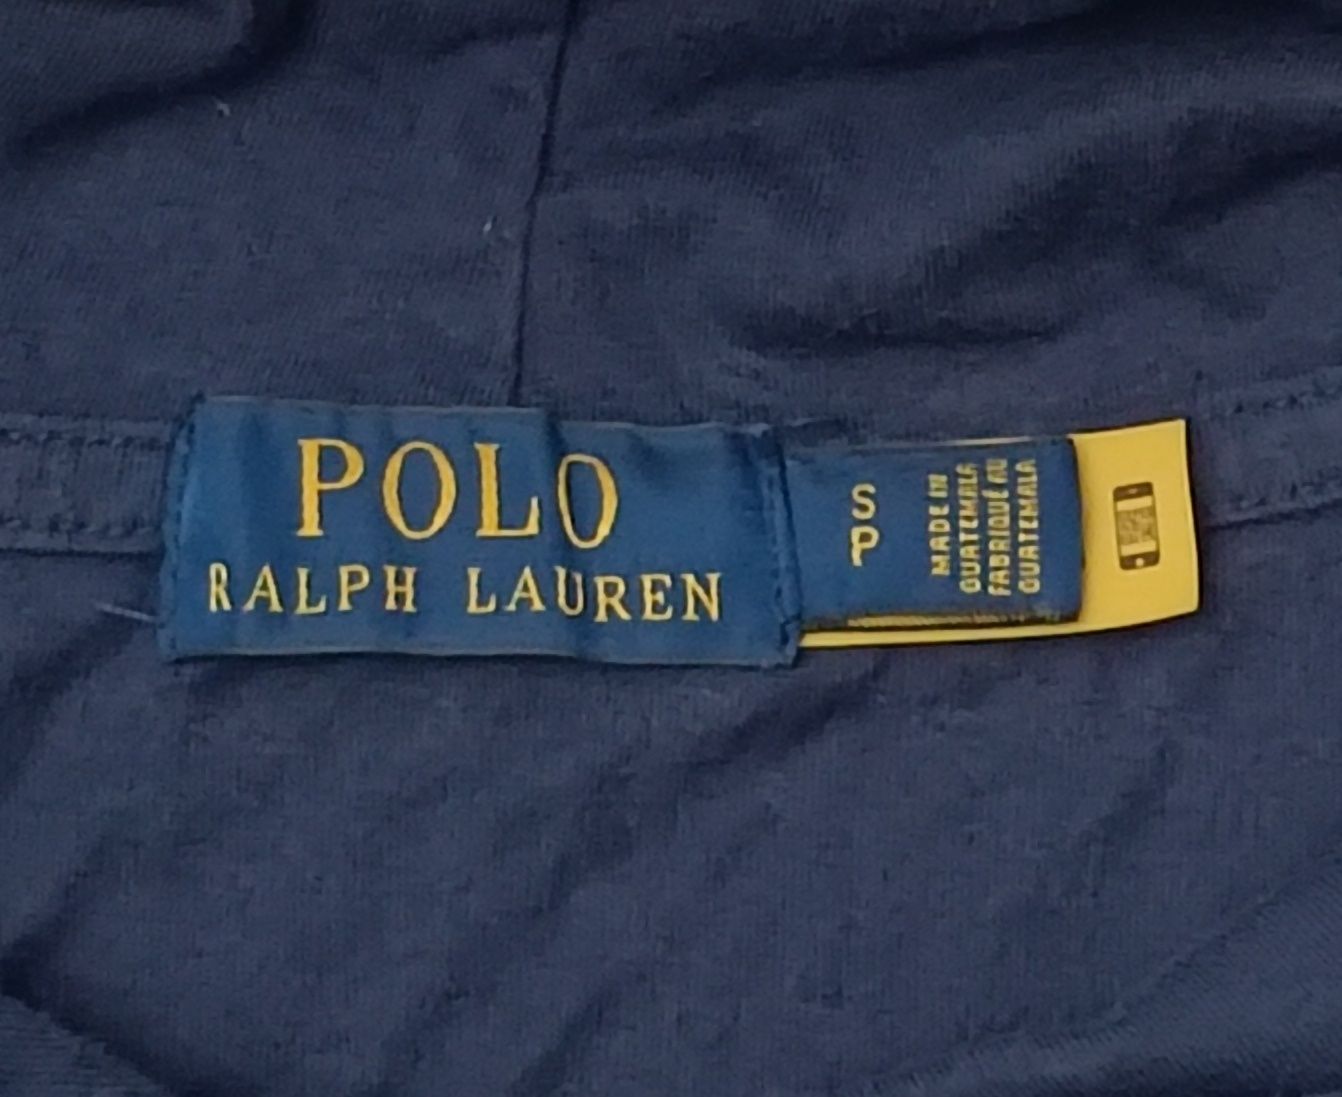 POLO
RALPH LAUREN
S
P
MADE IN
GUATEMALA
FABRIQUÉ AU
GUATEMALA